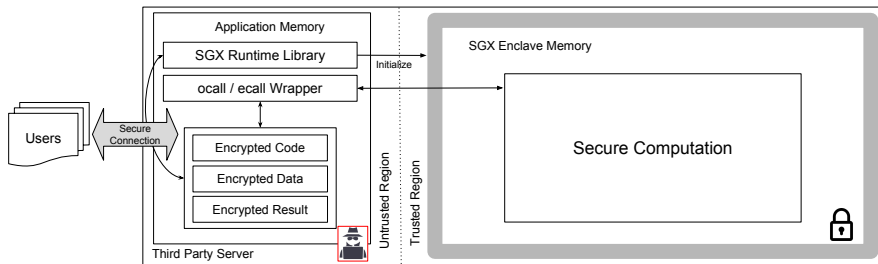 Application Memory
SGX Runtime Library
Initialize
ocall / ecall Wrapper
Users
Secure
Connection
Encrypted Code
Encrypted Data
Encrypted Result
Third Party Server
Untrusted Region
Trusted Region
SGX Enclave Memory
Secure Computation